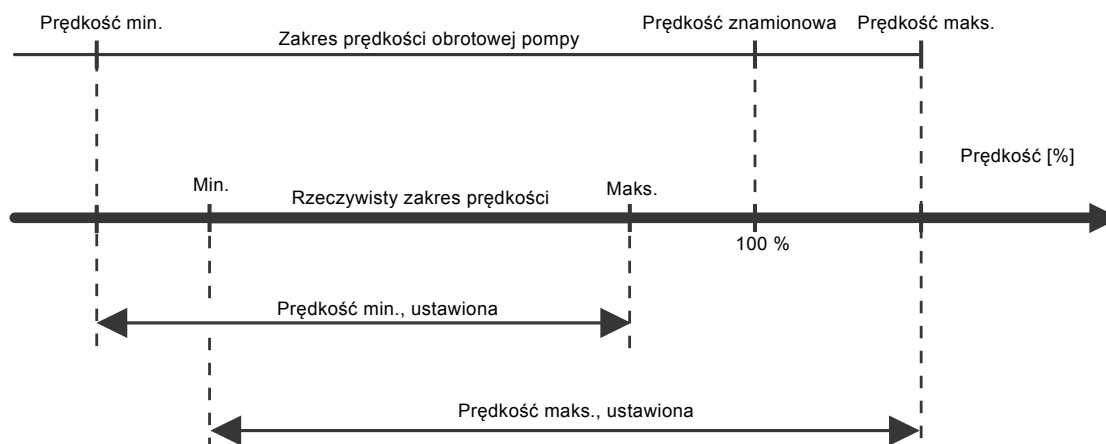 Prędkość min.
Zakres prędkości obrotowej pompy
Prędkość znamionowa
Prędkość maks.
Prędkość [%]
Min.
Rzeczywisty zakres prędkości
Maks.
100 %
Prędkość min., ustawiona
Prędkość maks., ustawiona